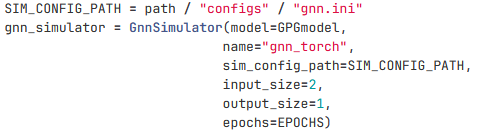 SIM_CONFIG_PATH = path / "configs" / "gnn.ini"
gnn_simulator = GnnSimulator(model=GPGmodel,
                             name="gnn_torch",
                             sim_config_path=SIM_CONFIG_PATH,
                             input_size=2,
                             output_size=1,
                             epochs=EPOCHS)